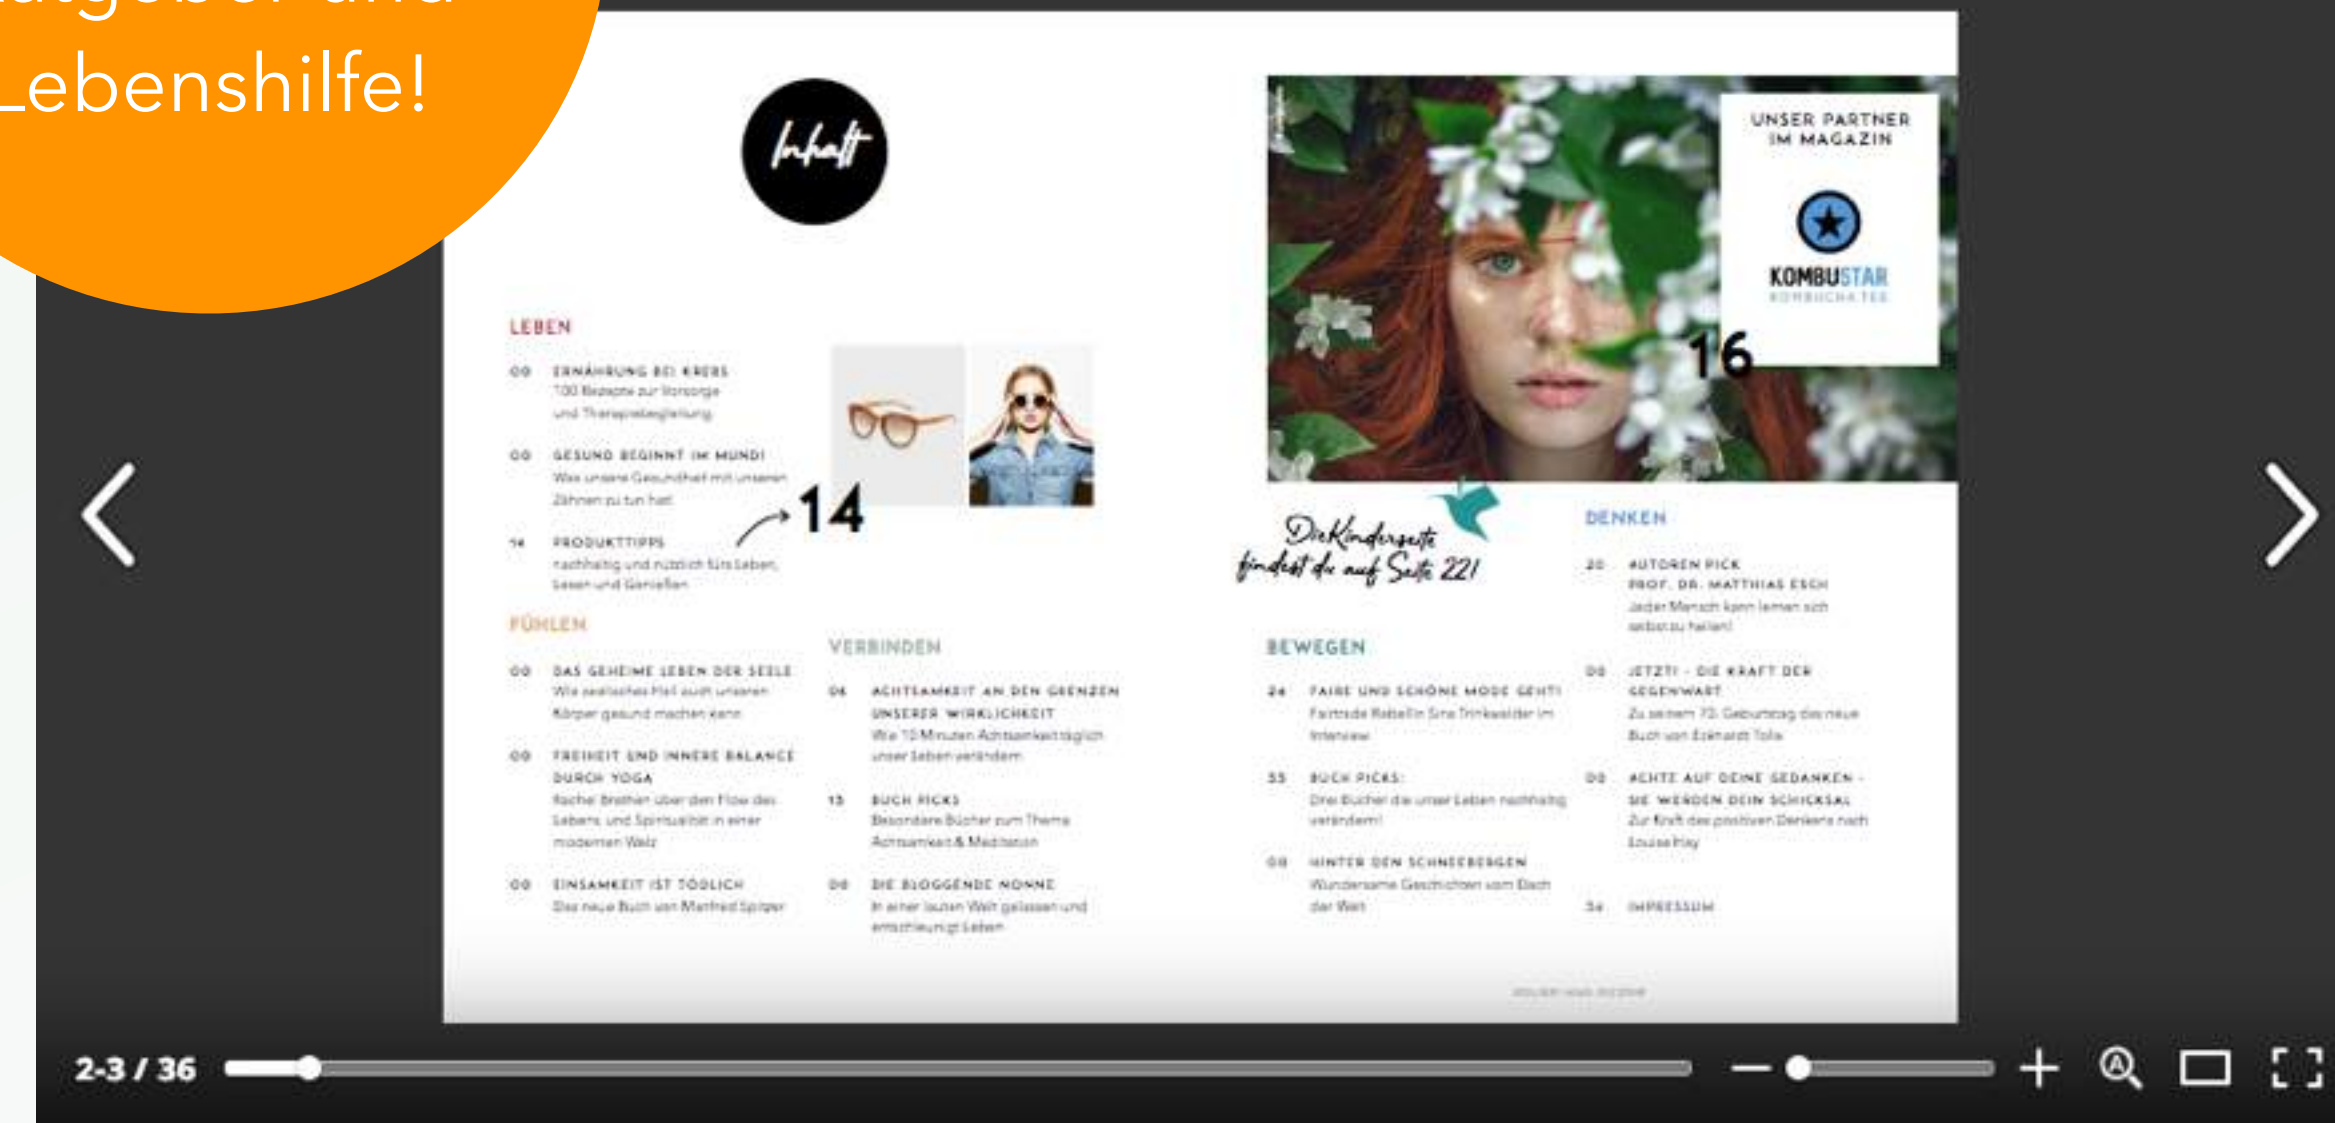 Lebenshilfe!
Inhalt
LEBEN
00 ERNÄHRUNG BEI KREBS
100 Rezepte zur Vorsorge
und Therapiebegleitung
00 GESUND BEGINNT IM MUND!
Was unsere Gesundheit mit unseren
Zähnen zu tun hat!
14 PRODUKTTIPPS
nachhaltig und nützlich fürs Leben,
Lesen und Genießen
14
FÜHLEN
00 DAS GEHEIME LEBEN DER SEELE
Wie seelisches Heil auch unseren
Körper gesund machen kann
00 FREIHEIT UND INNERE BALANCE
DURCH YOGA
Rachel Brathen über den Flow des
Lebens und Spiritualität in einer
modernen Welt
00 EINSAMKEIT IST TÖDLICH
Das neue Buch von Manfred Spitzer
VERBINDEN
04 ACHTSAMKEIT AN DEN GRENZEN
UNSERER WIRKLICHKEIT
Wie 10 Minuten Achtsamkeit täglich
unser Leben verändern
13 BUCH PICKS
Besondere Bücher zum Thema
Achtsamkeit & Meditation
00 DIE BLOGGENDE NONNE
In einer lauten Welt gelassen und
entschleunigt Leben
UNSER PARTNER
IM MAGAZIN
KOMBUSTAR
KOMBUCHA TEE
16
Die Kinderseite
findest du auf Seite 22!
BEWEGEN
24 FAIRE UND SCHÖNE MODE GEHT!
Fairtrade Rebellin Sina Trinkwalder im
Interview
33 BUCH PICKS:
Drei Bücher die unser Leben nachhaltig
verändern!
00 HINTER DEN SCHNEEBERGEN
Wundersame Geschichten vom Dach
der Welt
DENKEN
20 AUTOREN PICK
PROF. DR. MATTHIAS ESCH
Jeder Mensch kann lernen sich
selbst zu heilen!
00 JETZT! - DIE KRAFT DER
GEGENWART
Zu seinem 70. Geburtstag das neue
Buch von Eckhardt Tolle
00 ACHTE AUF DEINE GEDANKEN -
SIE WERDEN DEIN SCHICKSAL
Zur Kraft des positiven Denkens nach
Louise Hay
34 IMPRESSUM
2-3 / 36